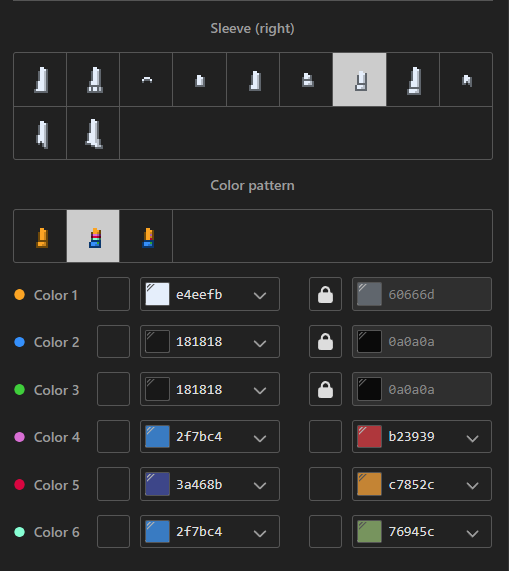 Sleeve (right)
Color pattern
Color 1 e4eefb 60666d
Color 2 181818 0a0a0a
Color 3 181818 0a0a0a
Color 4 2f7bc4 b23939
Color 5 3a468b c7852c
Color 6 2f7bc4 76945c